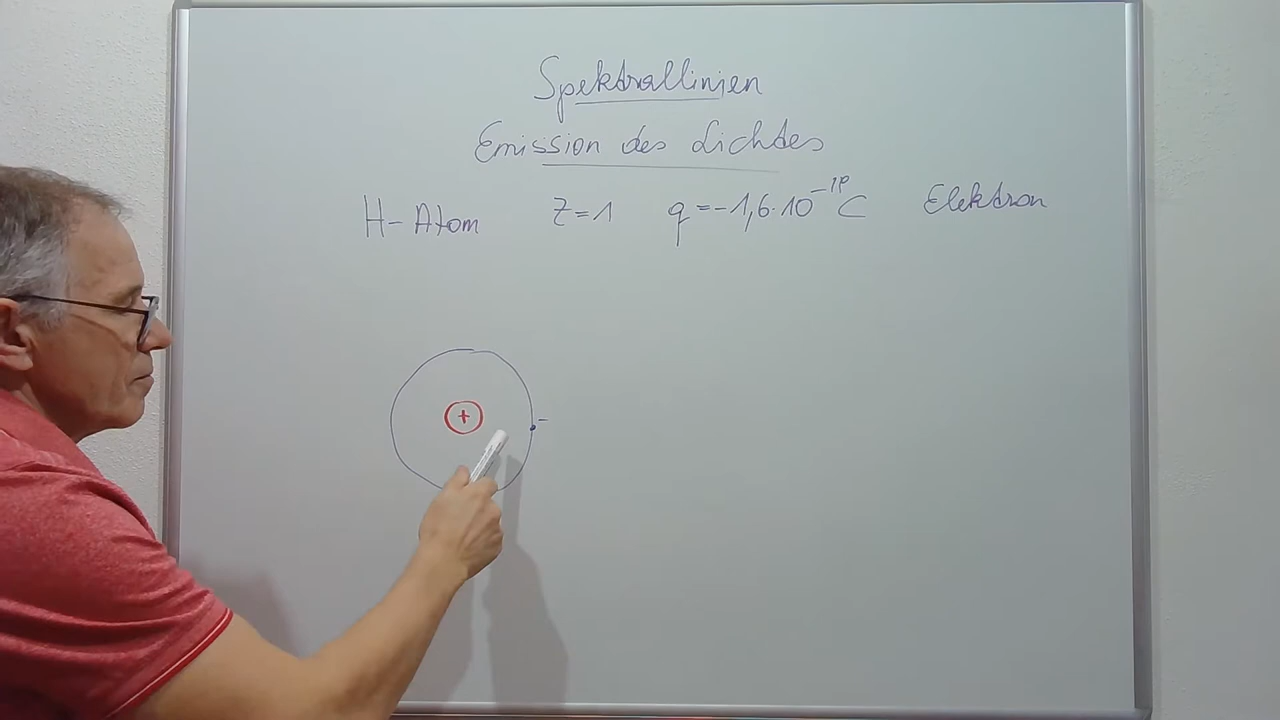 Spektrallinien
Emission des Lichtes
H-Atom Z=1 q=-1,6·10⁻¹⁹C Elektron
+ -